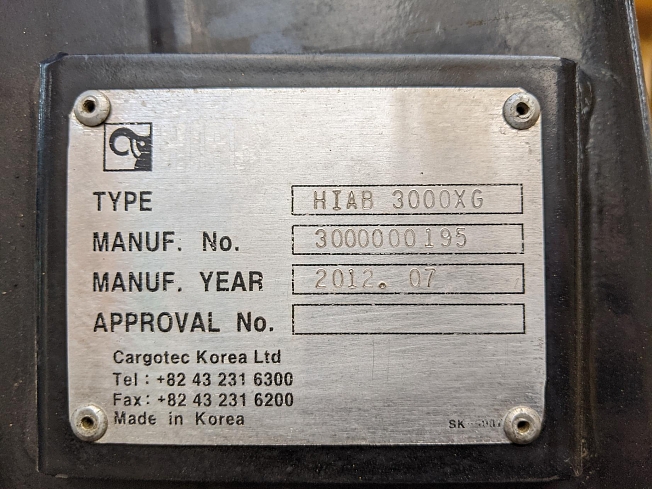 TYPE HIAB 3000XG
MANUF. No. 3000000195
MANUF. YEAR 2012. 07
APPROVAL No.
Cargotec Korea Ltd
Tel : +82 43 231 6300
Fax: +82 43 231 6200
Made in Korea
SK